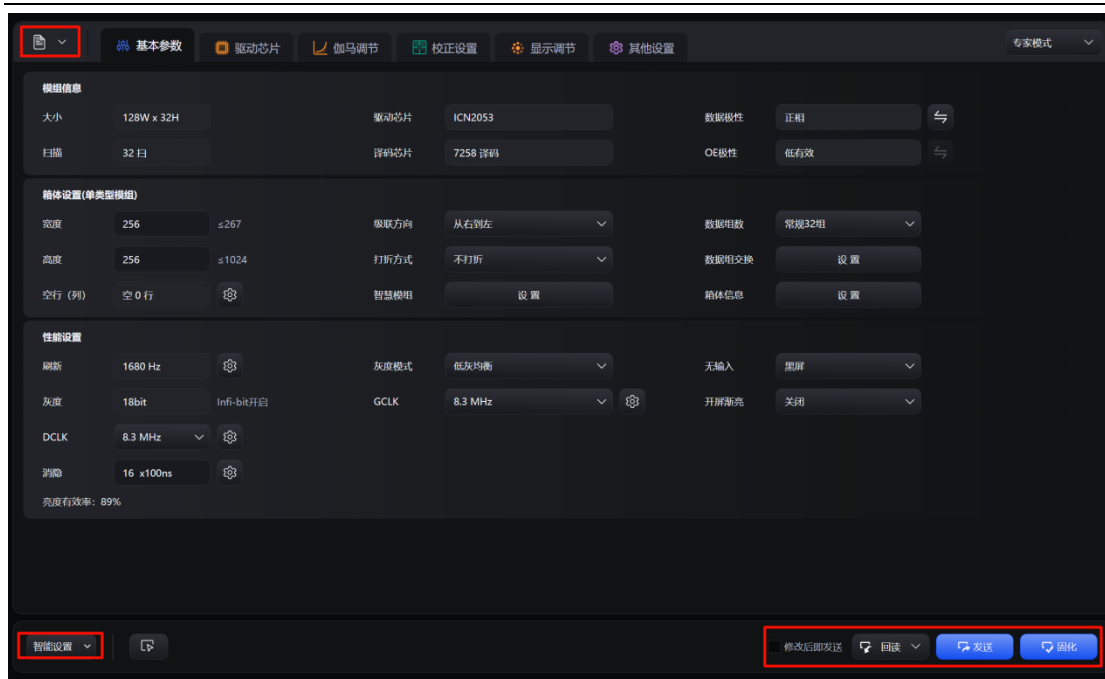 基本参数 驱动芯片 伽马调节 校正设置 显示调节 其他设置 专家模式
模组信息
大小 128W x 32H 驱动芯片 ICN2053 数据极性 正相
扫描 32 扫 译码芯片 7258 译码 OE极性 低有效
箱体设置(单类型模组)
宽度 256 ≤267 级联方向 从右到左 数据组数 常规32组
高度 256 ≤1024 打折方式 不打折 数据组交换 设 置
空行（列） 空 0 行 智慧模组 设 置 箱体信息 设 置
性能设置
刷新 1680 Hz 灰度模式 低灰均衡 无输入 黑屏
灰度 18bit Infi-bit开启 GCLK 8.3 MHz 开屏渐亮 关闭
DCLK 8.3 MHz
消隐 16 x100ns
亮度有效率：89%
智能设置 修改后即发送 回读 发送 固化